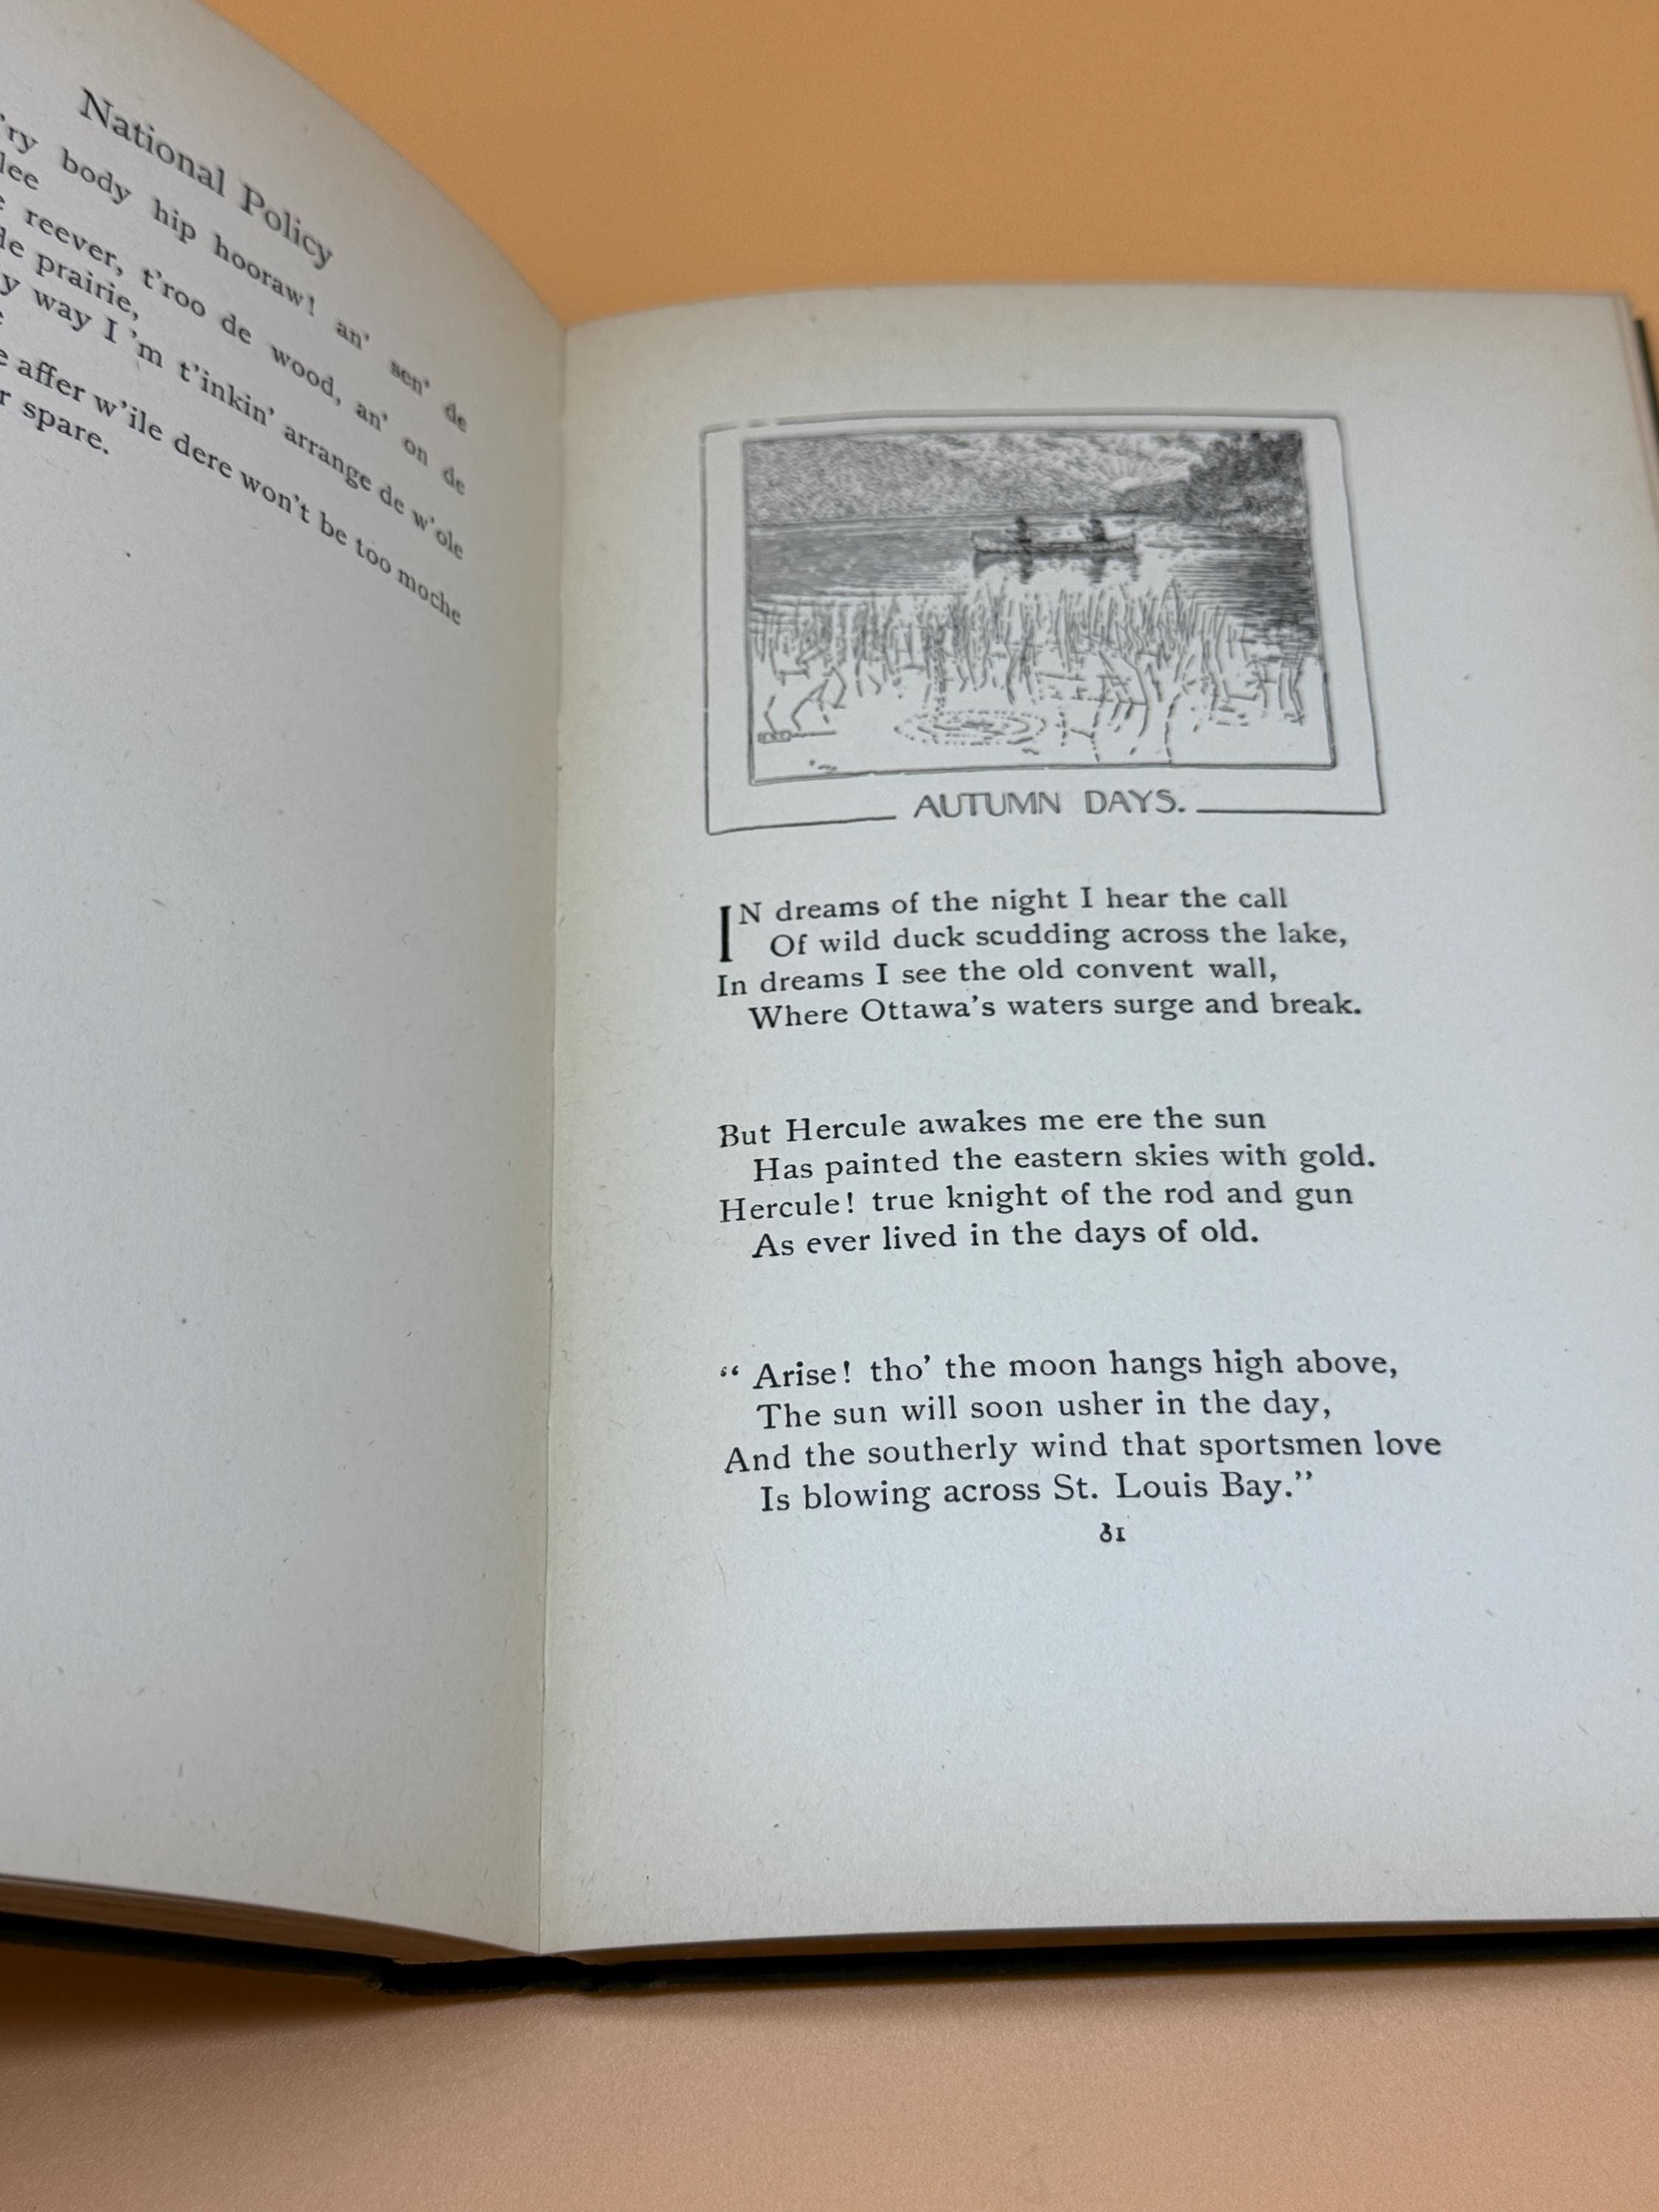 National Policy
'ry body hip hooraw! an' sen' de
lee
reever, t'roo de wood, an' on de
de prairie,
y way I 'm t'inkin' arrange de w'ole
e affer w'ile dere won't be too moche
r spare.
AUTUMN DAYS.
IN dreams of the night I hear the call
Of wild duck scudding across the lake,
In dreams I see the old convent wall,
Where Ottawa's waters surge and break.
But Hercule awakes me ere the sun
Has painted the eastern skies with gold.
Hercule! true knight of the rod and gun
As ever lived in the days of old.
“ Arise! tho' the moon hangs high above,
The sun will soon usher in the day,
And the southerly wind that sportsmen love
Is blowing across St. Louis Bay.”
81